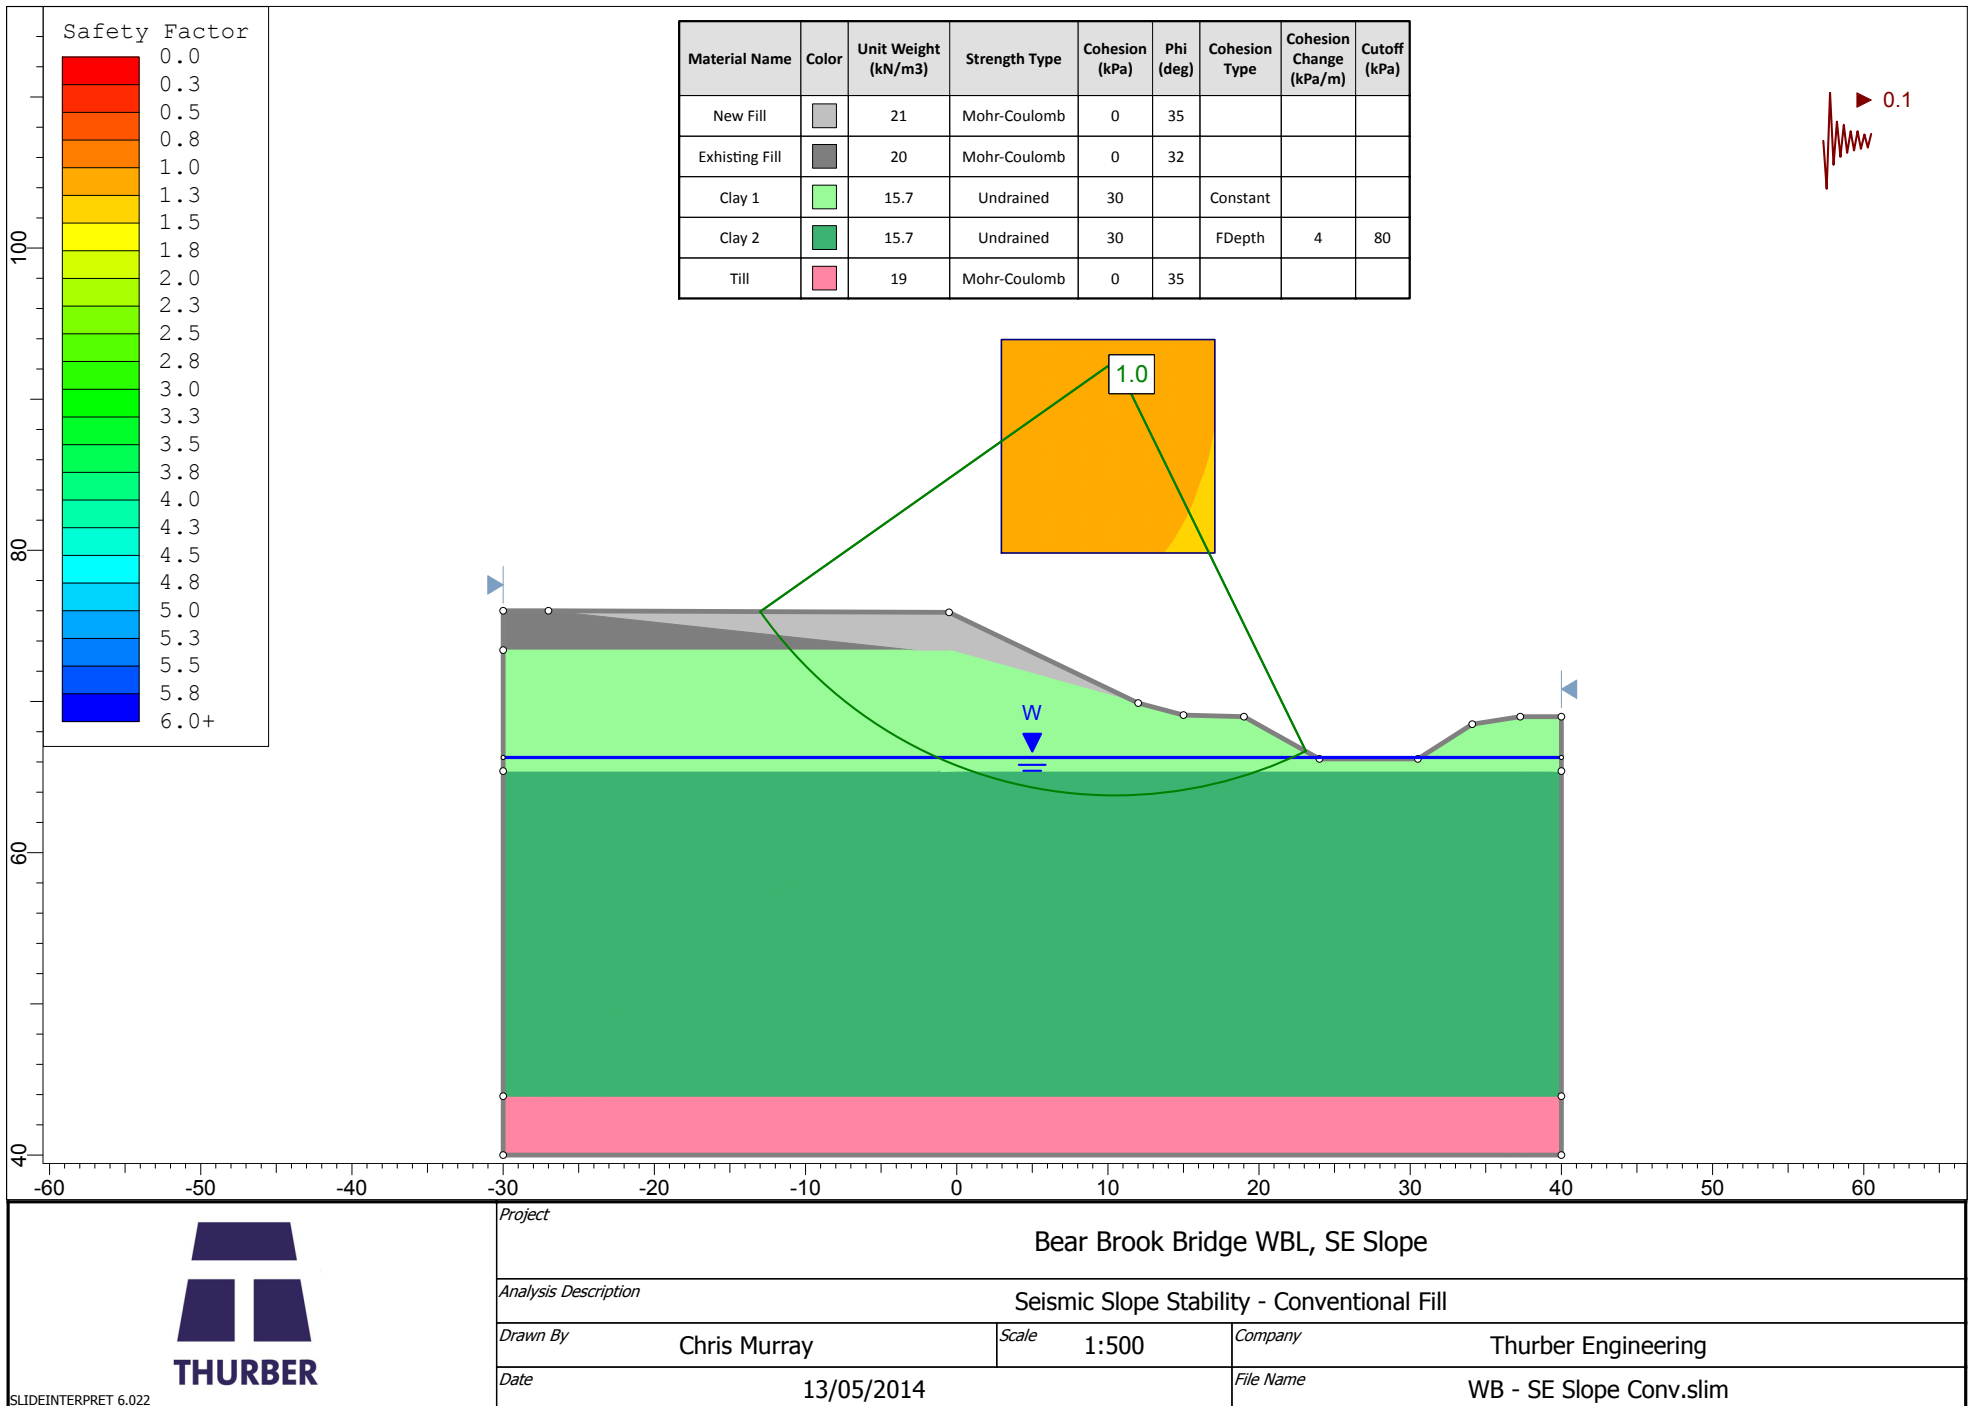 Safety Factor
0.0
0.3
0.5
0.8
1.0
1.3
1.5
1.8
2.0
2.3
2.5
2.8
3.0
3.3
3.5
3.8
4.0
4.3
4.5
4.8
5.0
5.3
5.5
5.8
6.0+
Material Name Color Unit Weight (kN/m3) Strength Type Cohesion (kPa) Phi (deg) Cohesion Type Cohesion Change (kPa/m) Cutoff (kPa)
New Fill 21 Mohr-Coulomb 0 35
Exhisting Fill 20 Mohr-Coulomb 0 32
Clay 1 15.7 Undrained 30 Constant
Clay 2 15.7 Undrained 30 FDepth 4 80
Till 19 Mohr-Coulomb 0 35
0.1
1.0
W
100
80
60
40
-60 -50 -40 -30 -20 -10 0 10 20 30 40 50 60
THURBER
SLIDEINTERPRET 6.022
Project
Bear Brook Bridge WBL, SE Slope
Analysis Description
Seismic Slope Stability - Conventional Fill
Drawn By Chris Murray Scale 1:500 Company Thurber Engineering
Date 13/05/2014 File Name WB - SE Slope Conv.slim